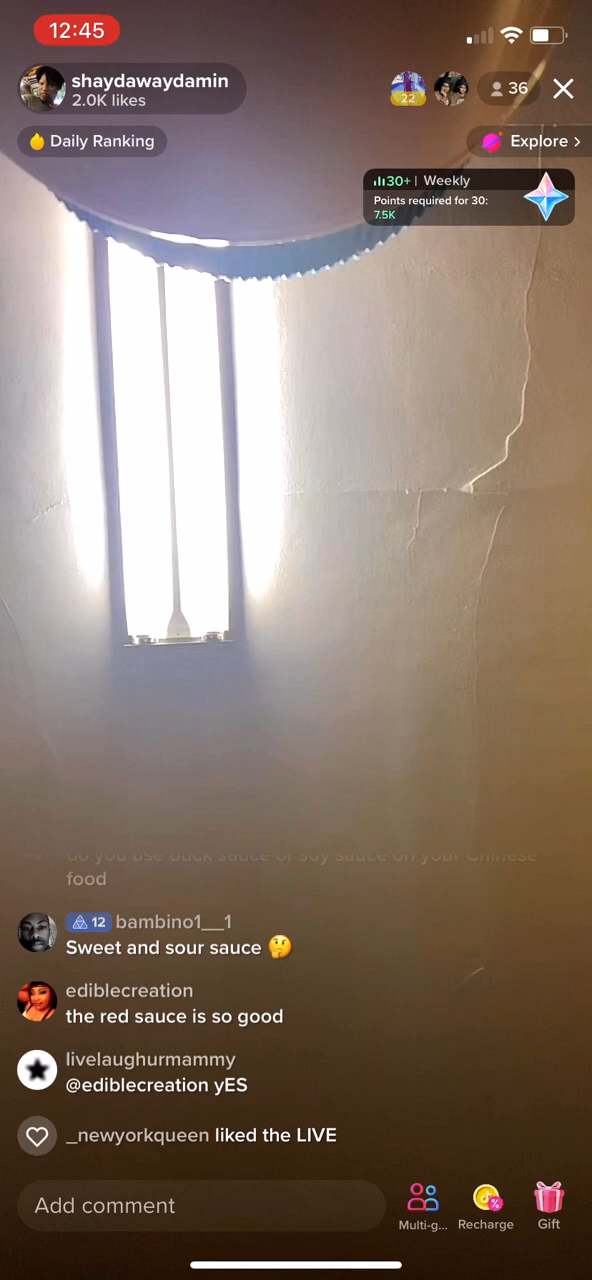 12:45
shaydawaydamin
2.0K likes
22
36
Daily Ranking
Explore >
30+ | Weekly
Points required for 30:
7.5K
do you use duck sauce or soy sauce on your Chinese
food
12 bambino1__1
Sweet and sour sauce 🤔
ediblecreation
the red sauce is so good
livelaughurmammy
@ediblecreation yES
_newyorkqueen liked the LIVE
Add comment
Multi-g...
Recharge
Gift